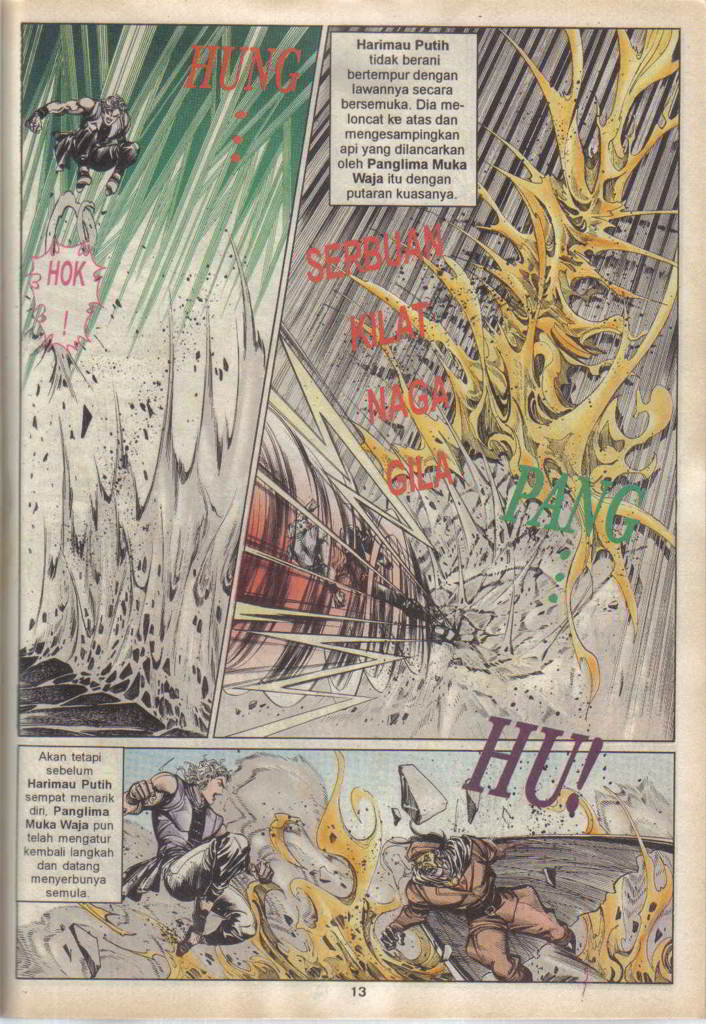 HUNG
...
HOK
!
Harimau Putih
tidak berani
bertempur dengan
lawannya secara
bersemuka. Dia me-
loncat ke atas dan
mengesampingkan
api yang dilancarkan
oleh Panglima Muka
Waja itu dengan
putaran kuasanya.
SERBUAN
KILAT
NAGA
GILA
PANG
...
Akan tetapi
sebelum
Harimau Putih
sempat menarik
diri, Panglima
Muka Waja pun
telah mengatur
kembali langkah
dan datang
menyerbunya
semula.
HU!
13